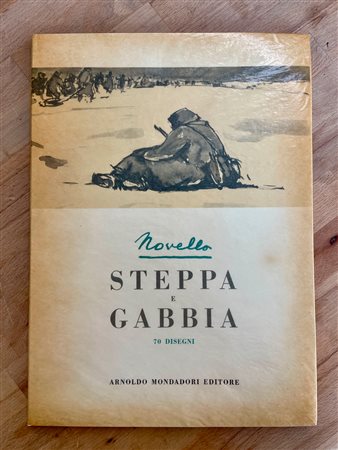 Novello
STEPPA
E
GABBIA
70 DISEGNI
ARNOLDO MONDADORI EDITORE